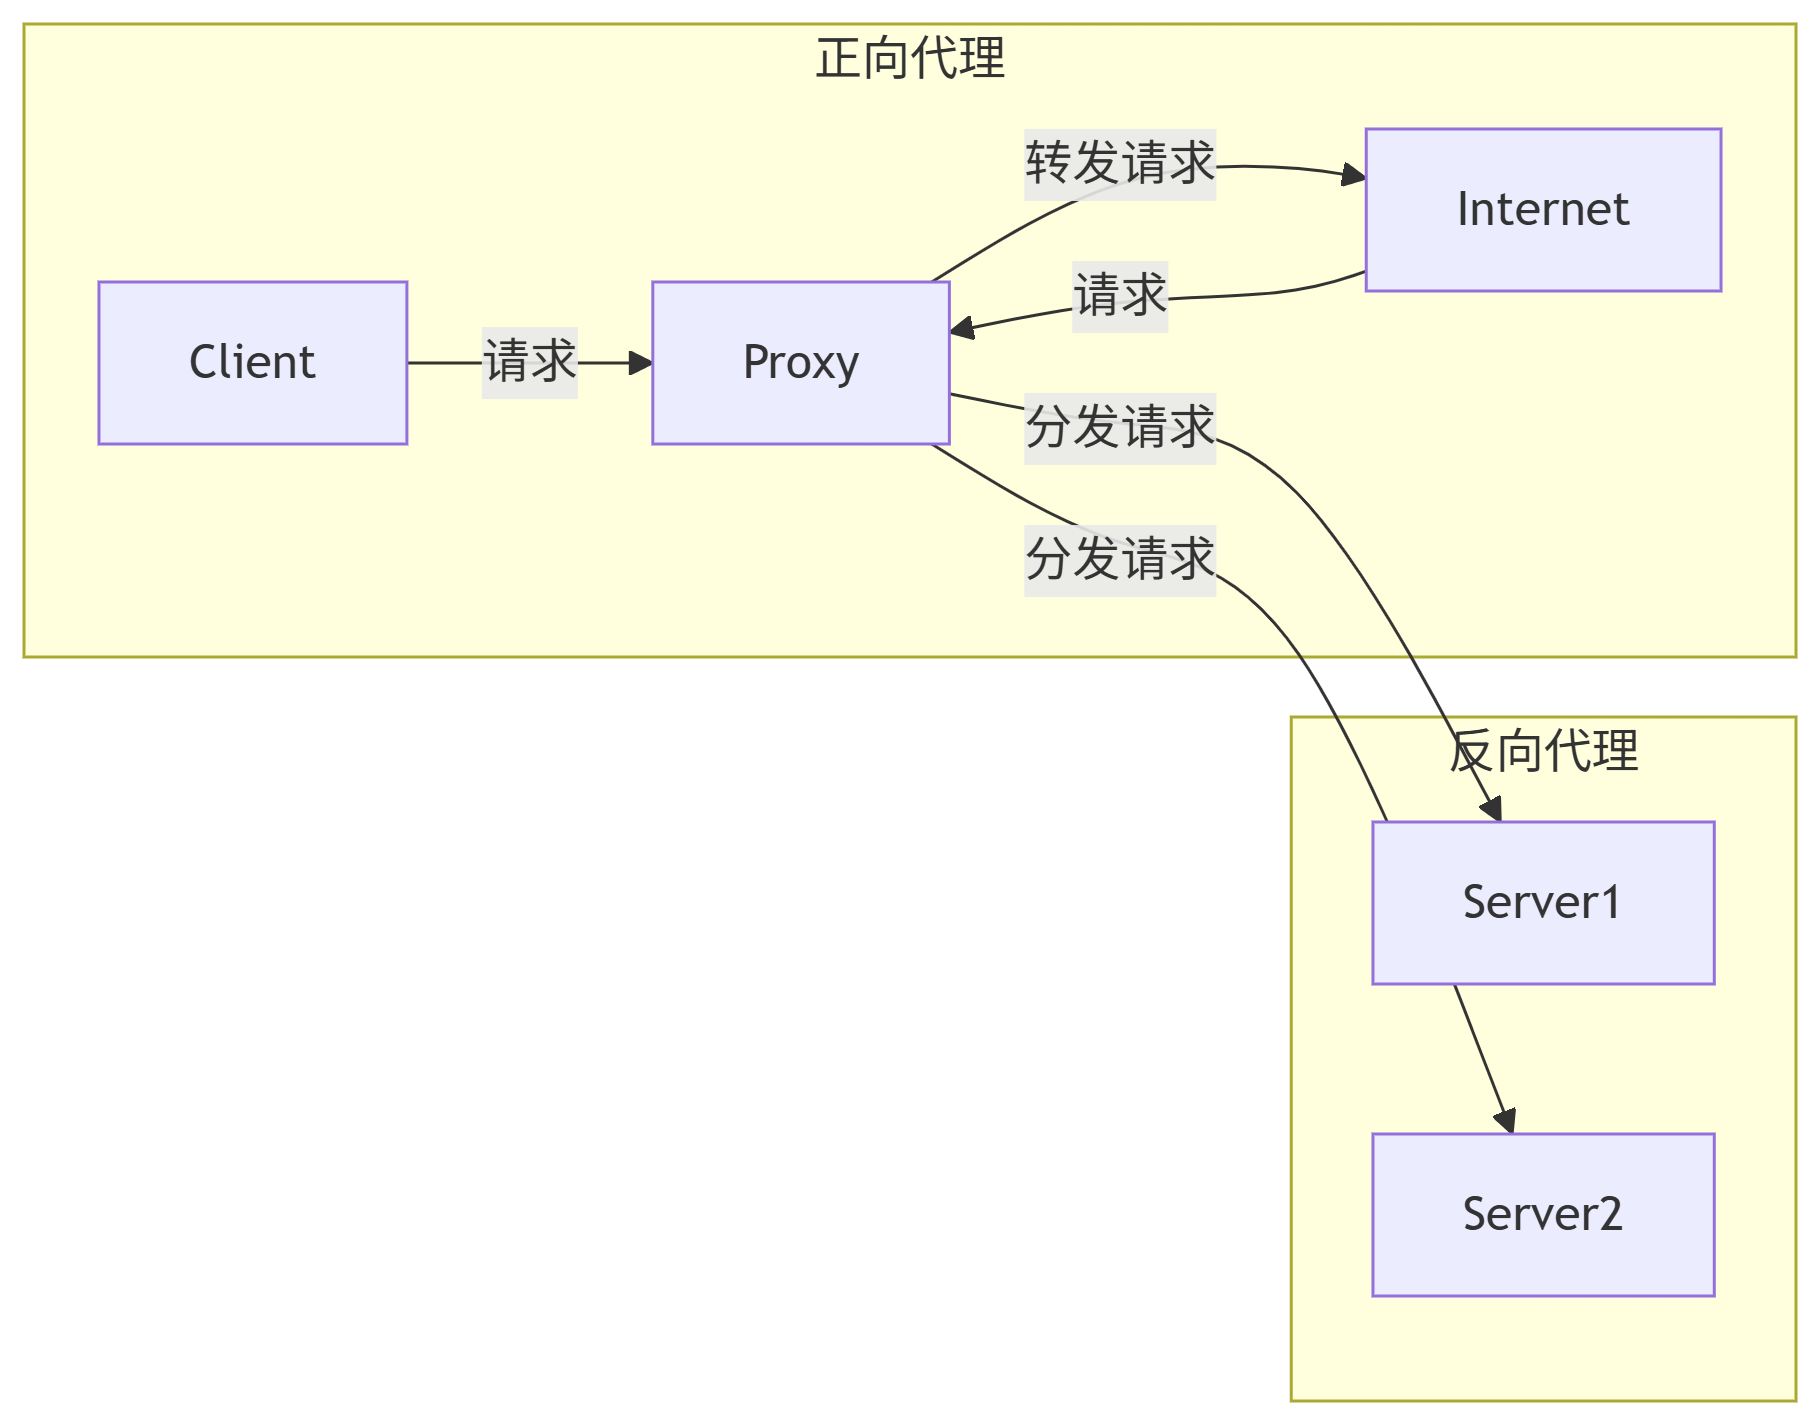 正向代理
转发请求
Internet
请求
Client
请求
Proxy
分发请求
分发请求
反向代理
Server1
Server2